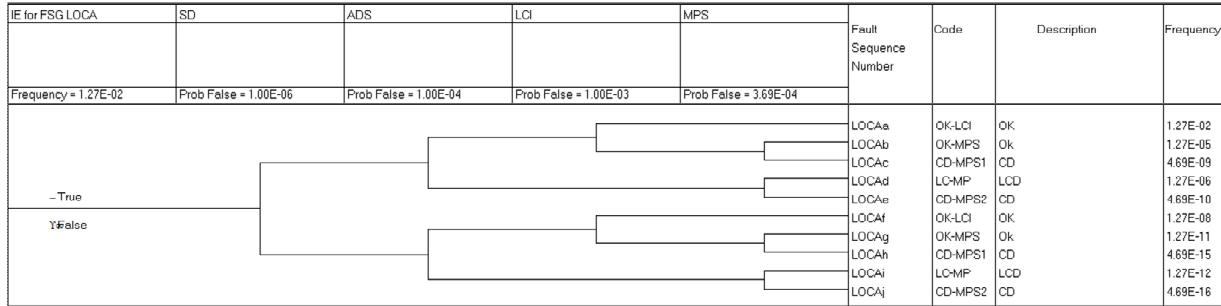 IE for FSG LOCA SD ADS LCI MPS
Fault Sequence Number Code Description Frequency
Frequency = 1.27E-02 Prob False = 1.00E-06 Prob False = 1.00E-04 Prob False = 1.00E-03 Prob False = 3.69E-04
LOCAa OK-LCI OK 1.27E-02
LOCAb OK-MPS Ok 1.27E-05
LOCAc CD-MPS1 CD 4.69E-09
LOCAd LC-MP LCD 1.27E-06
True
LOCAe CD-MPS2 CD 4.69E-10
LOCAf OK-LCI OK 1.27E-08
False
LOCAg OK-MPS Ok 1.27E-11
LOCAh CD-MPS1 CD 4.69E-15
LOCAi LC-MP LCD 1.27E-12
LOCAj CD-MPS2 CD 4.69E-16